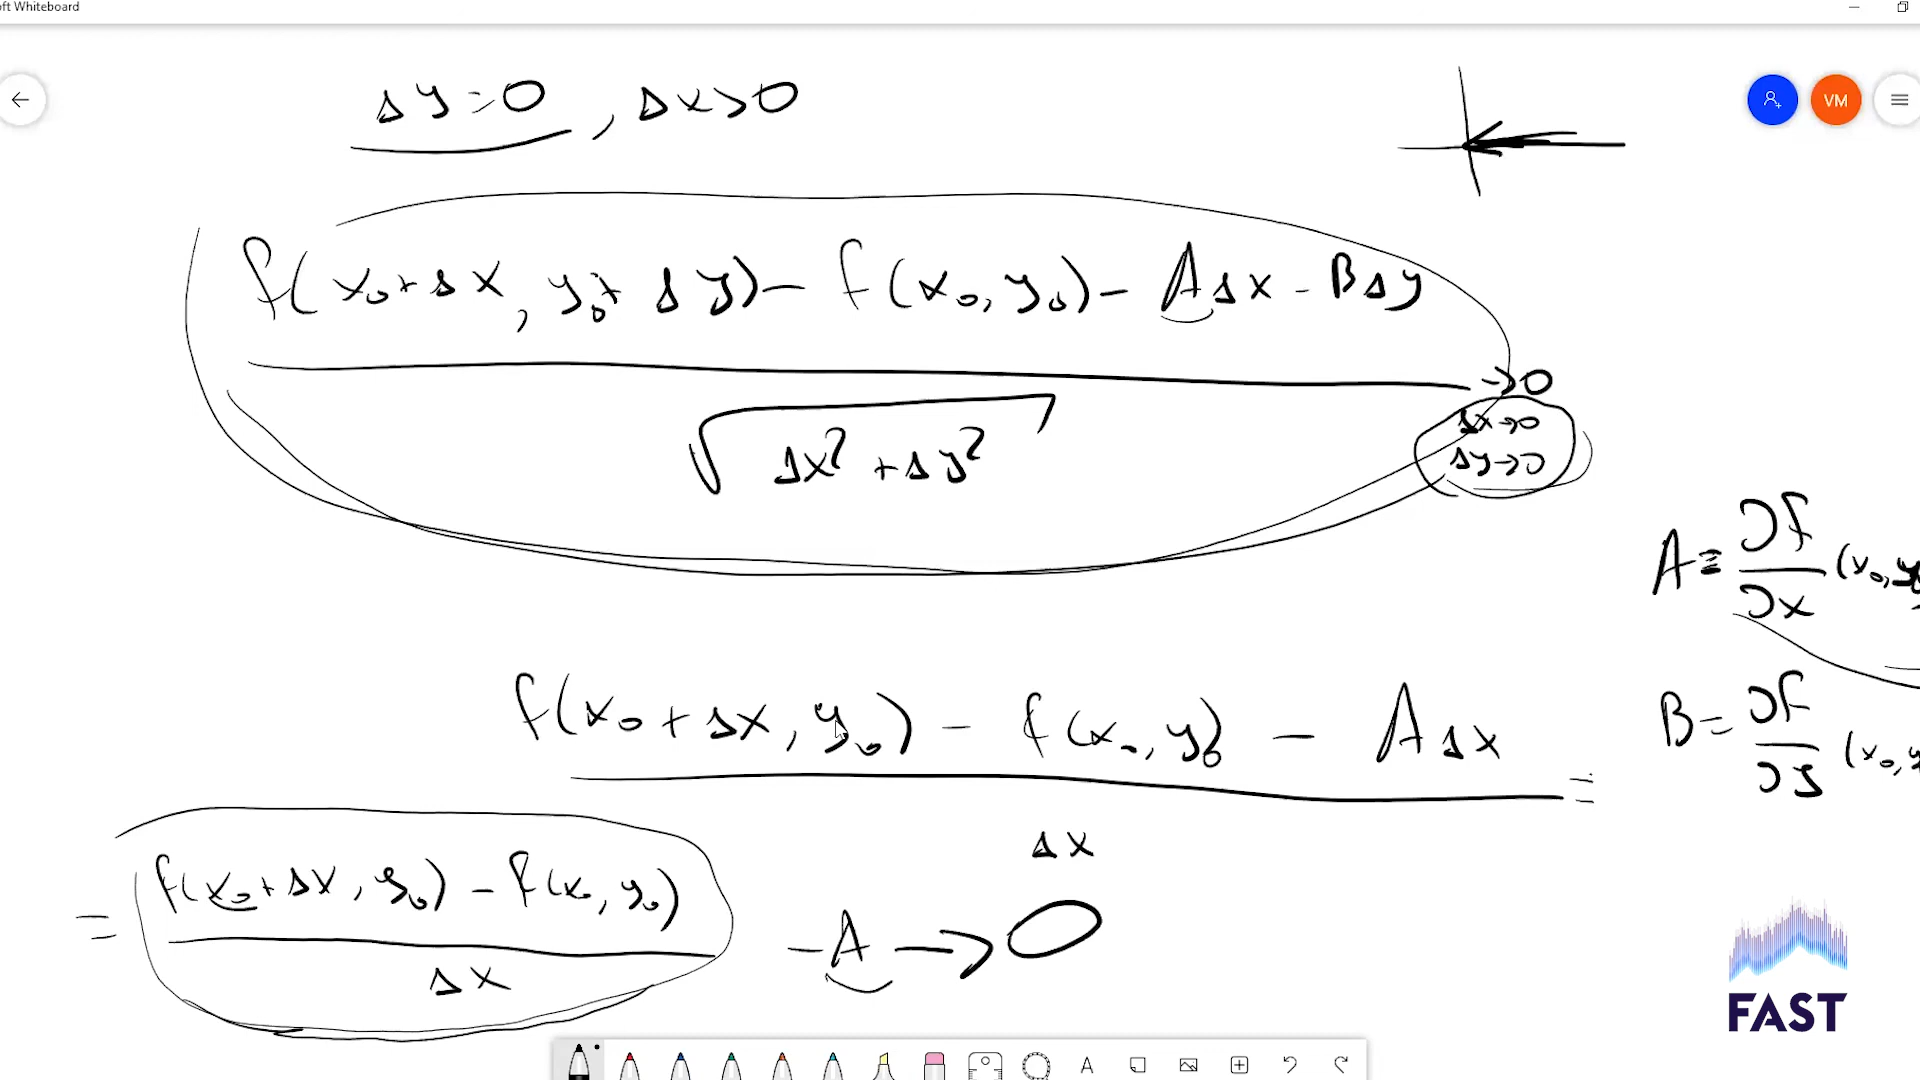 oft Whiteboard
Δy=0, Δx>0
VM
f(x₀+Δx, y₀+Δy)-f(x₀,y₀)-AΔx-BΔy
→0
√Δx²+Δy²
Δx→0
Δy→0
A=∂f/∂x(x₀,y₀
B=∂f/∂y(x₀,y
f(x₀+Δx, y₀)-f(x₀,y₀)-AΔx
=
Δx
=
f(x₀+Δx, y₀)-f(x₀,y₀)
-A→0
Δx
FAST